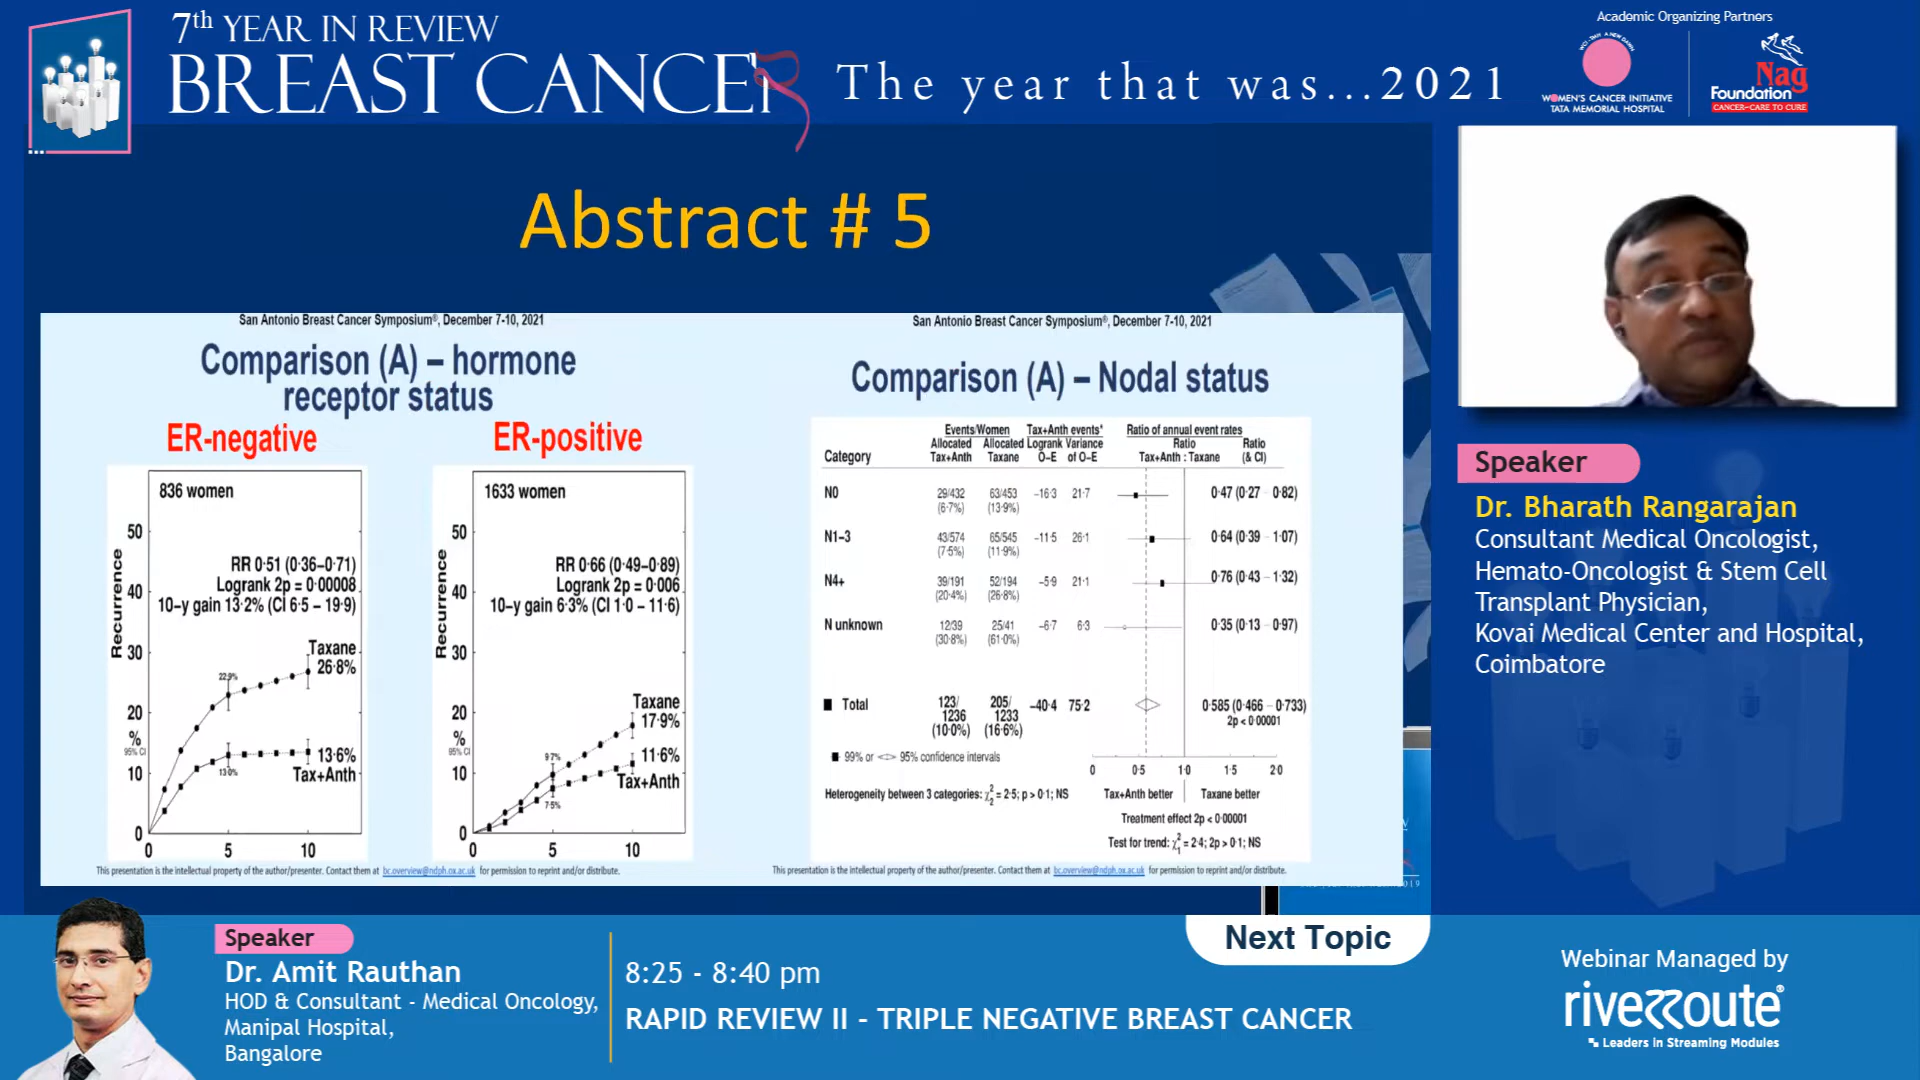 7th YEAR IN REVIEW
BREAST CANCER
The year that was...2021
Academic Organizing Partners
WOMEN'S CANCER INITIATIVE
TATA MEMORIAL HOSPITAL
Nag
Foundation
CANCER-CARE TO CURE
Abstract # 5
San Antonio Breast Cancer Symposium®, December 7-10, 2021
Comparison (A) – hormone
receptor status
ER-negative
ER-positive
836 women
RR 0·51 (0·36–0·71)
Logrank 2p = 0·00008
10-y gain 13·2% (CI 6·5 – 19·9)
Recurrence
%
95% CI
50
40
30
20
10
0
Taxane
26·8%
22·9%
13·6%
Tax+Anth
13·0%
0 5 10
1633 women
RR 0·66 (0·49–0·89)
Logrank 2p = 0·006
10-y gain 6·3% (CI 1·0 – 11·6)
Recurrence
%
95% CI
50
40
30
20
10
0
Taxane
17·9%
9·7%
11·6%
Tax+Anth
7·5%
0 5 10
This presentation is the intellectual property of the author/presenter. Contact them at bc.overview@ndph.ox.ac.uk for permission to reprint and/or distribute.
San Antonio Breast Cancer Symposium®, December 7-10, 2021
Comparison (A) – Nodal status
Events/Women Tax+Anth events* Ratio of annual event rates
Allocated Allocated Logrank Variance Ratio Ratio
Category Tax+Anth Taxane O–E of O–E Tax+Anth : Taxane (& CI)
N0 29/432 63/453 –16·3 21·7 0·47 (0·27 – 0·82)
(6·7%) (13·9%)
N1–3 43/574 65/545 –11·5 26·1 0·64 (0·39 – 1·07)
(7·5%) (11·9%)
N4+ 39/191 52/194 –5·9 21·1 0·76 (0·43 – 1·32)
(20·4%) (26·8%)
N unknown 12/39 25/41 –6·7 6·3 0·35 (0·13 – 0·97)
(30·8%) (61·0%)
Total 123/ 205/ –40·4 75·2 0·585 (0·466 – 0·733)
1236 1233 2p < 0·00001
(10·0%) (16·6%)
99% or 95% confidence intervals
0 0·5 1·0 1·5 2·0
Heterogeneity between 3 categories: χ²₂ = 2·5; p > 0·1; NS
Tax+Anth better Taxane better
Treatment effect 2p < 0·00001
Test for trend: χ²₁ = 2·4; 2p > 0·1; NS
This presentation is the intellectual property of the author/presenter. Contact them at bc.overview@ndph.ox.ac.uk for permission to reprint and/or distribute.
Speaker
Dr. Bharath Rangarajan
Consultant Medical Oncologist,
Hemato-Oncologist & Stem Cell
Transplant Physician,
Kovai Medical Center and Hospital,
Coimbatore
Speaker
Dr. Amit Rauthan
HOD & Consultant - Medical Oncology,
Manipal Hospital,
Bangalore
Next Topic
8:25 - 8:40 pm
RAPID REVIEW II - TRIPLE NEGATIVE BREAST CANCER
Webinar Managed by
riveRRoute®
Leaders in Streaming Modules